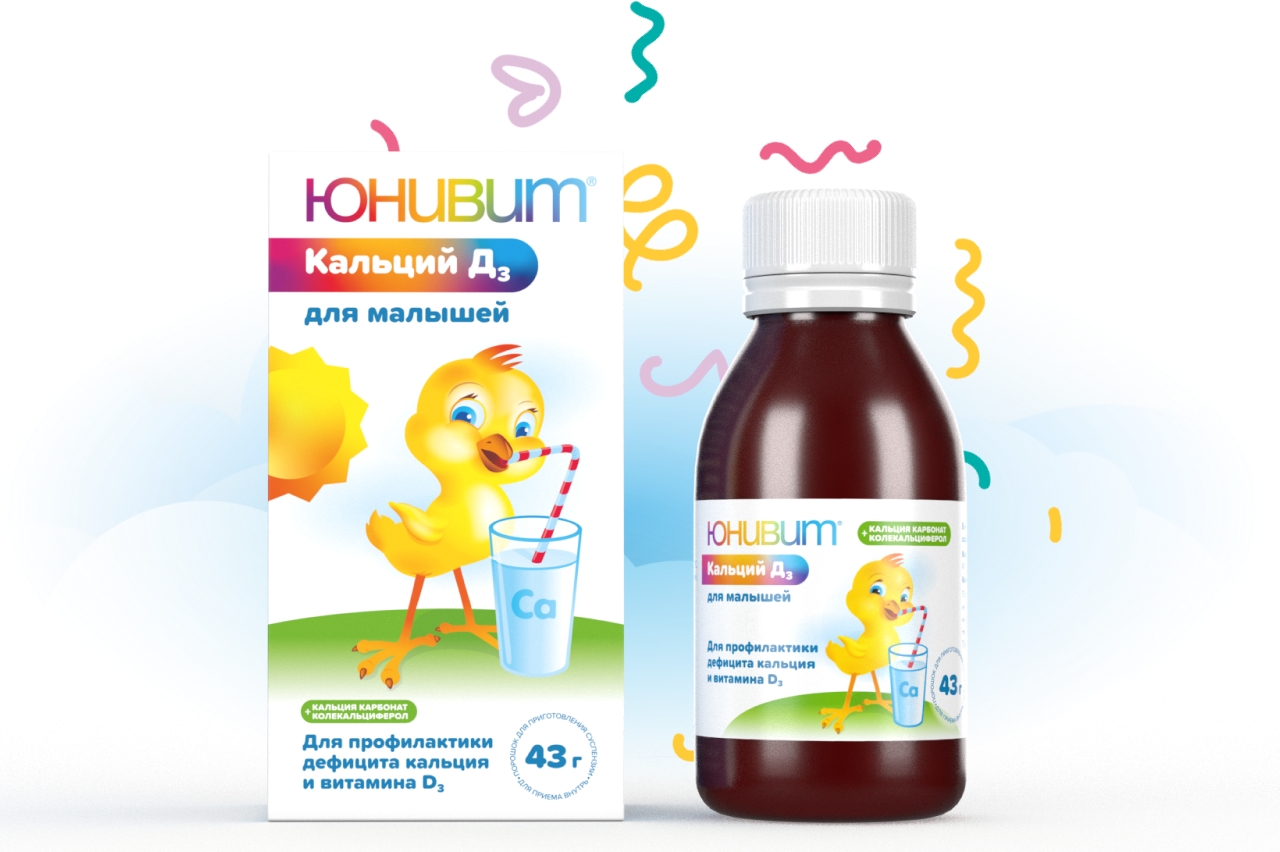 ЮНИВИТ®
Кальций Д₃
для малышей
Ca
+ КАЛЬЦИЯ КАРБОНАТ
КОЛЕКАЛЬЦИФЕРОЛ
Для профилактики
дефицита кальция
и витамина D₃
ПОРОШОК ДЛЯ ПРИГОТОВЛЕНИЯ СУСПЕНЗИИ
• ДЛЯ ПРИЕМА ВНУТРЬ •
43 г
ЮНИВИТ®
+ КАЛЬЦИЯ КАРБОНАТ
КОЛЕКАЛЬЦИФЕРОЛ
Кальций Д₃
для малышей
Для профилактики
дефицита кальция
и витамина D₃
Ca
ПОРОШОК ДЛЯ
43 г